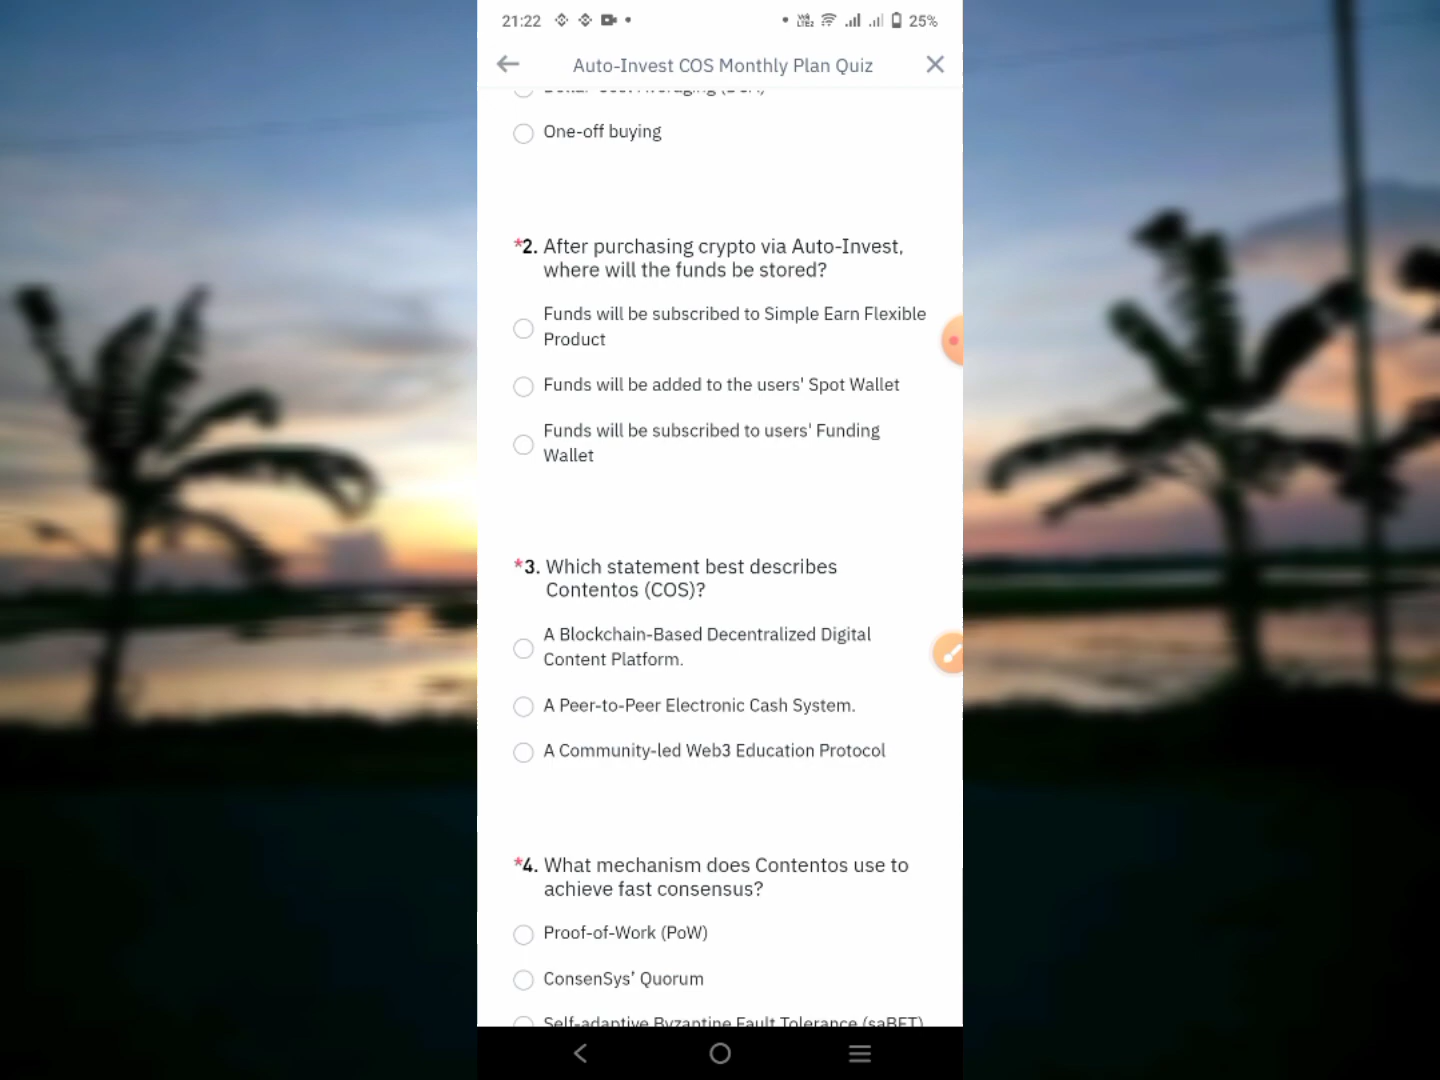 21:22
25%
Auto-Invest COS Monthly Plan Quiz
One-off buying
*2. After purchasing crypto via Auto-Invest,
where will the funds be stored?
Funds will be subscribed to Simple Earn Flexible
Product
Funds will be added to the users' Spot Wallet
Funds will be subscribed to users' Funding
Wallet
*3. Which statement best describes
Contentos (COS)?
A Blockchain-Based Decentralized Digital
Content Platform.
A Peer-to-Peer Electronic Cash System.
A Community-led Web3 Education Protocol
*4. What mechanism does Contentos use to
achieve fast consensus?
Proof-of-Work (PoW)
ConsenSys’ Quorum
Self-adaptive Byzantine Fault Tolerance (saBFT)